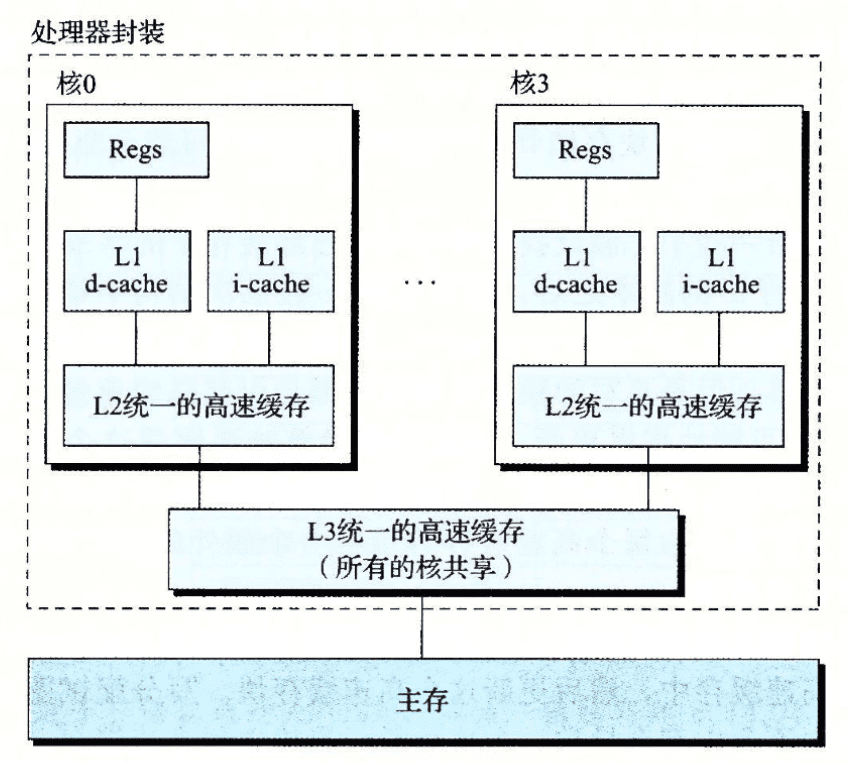 处理器封装
核0
核3
Regs
Regs
L1
d-cache
L1
i-cache
...
L1
d-cache
L1
i-cache
L2统一的高速缓存
L2统一的高速缓存
L3统一的高速缓存
(所有的核共享)
主存